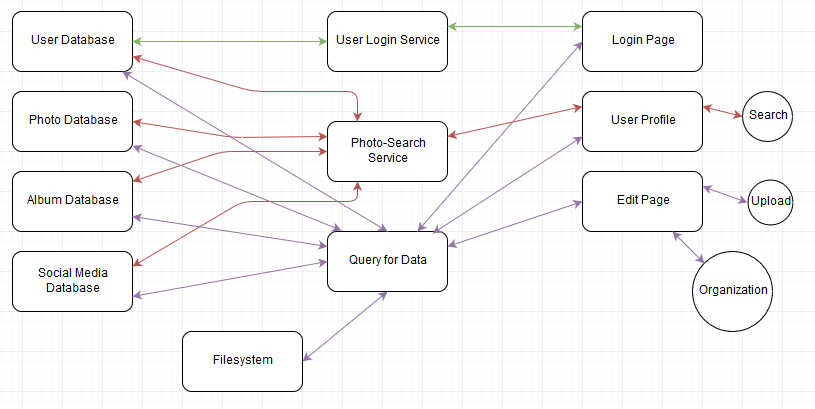 User Database
User Login Service
Login Page
Photo Database
Photo-Search
Service
User Profile
Search
Album Database
Edit Page
Upload
Social Media
Database
Query for Data
Organization
Filesystem